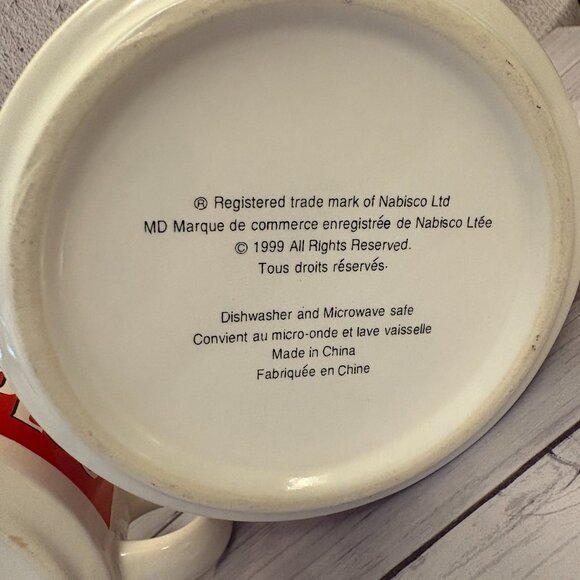 ® Registered trade mark of Nabisco Ltd
MD Marque de commerce enregistrée de Nabisco Ltée
© 1999 All Rights Reserved.
Tous droits réservés.
Dishwasher and Microwave safe
Convient au micro-onde et lave vaisselle
Made in China
Fabriquée en Chine